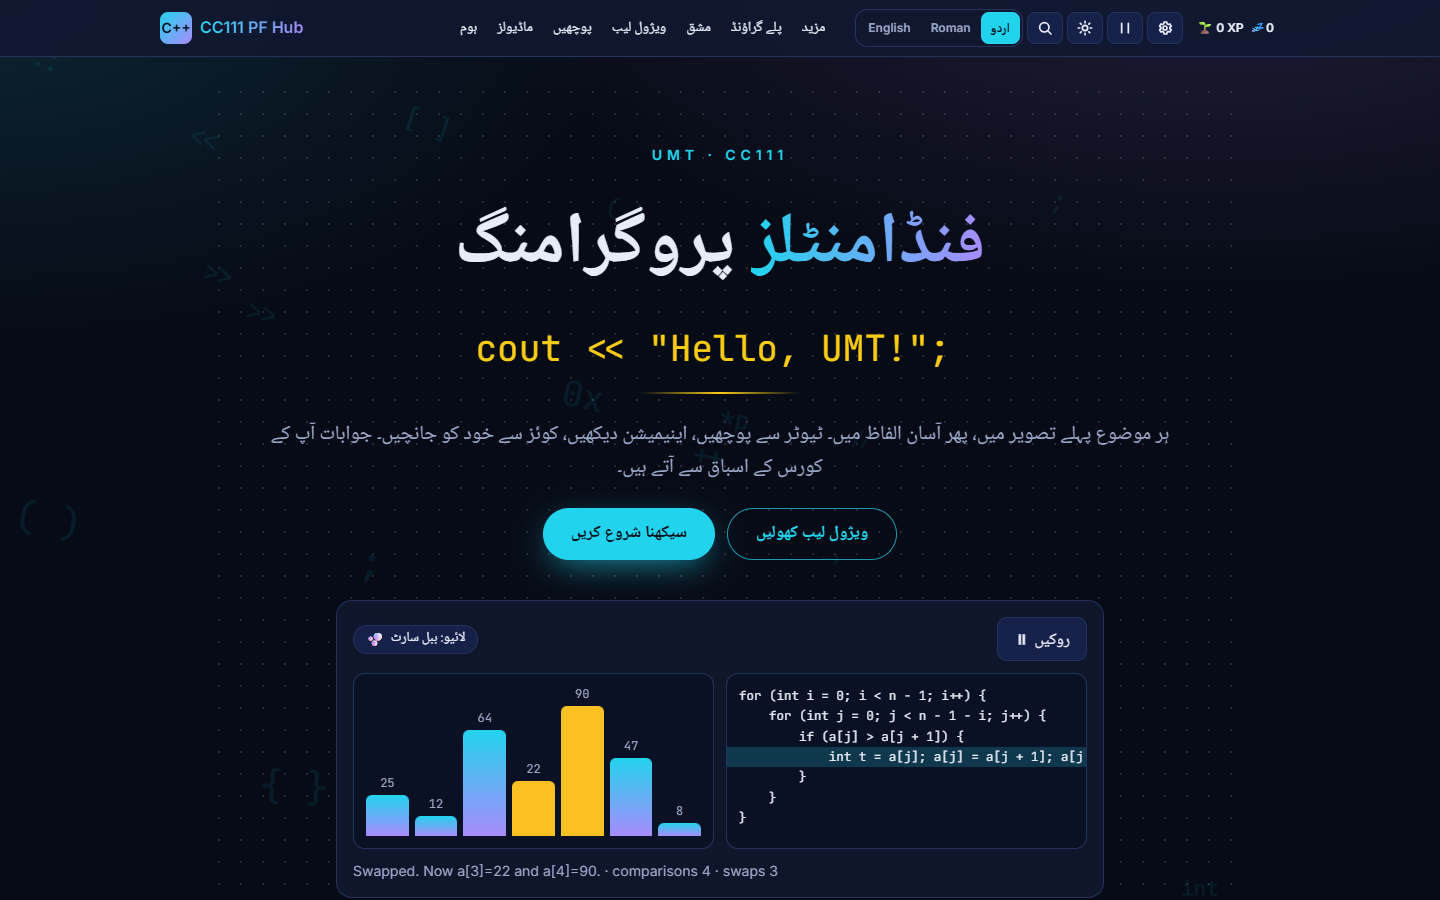 C++ CC111 PF Hub
ہوم ماڈیولز پوچھیں ویژول لیب مشق پلے گراؤنڈ مزید
English Roman اردو
0 XP 0
UMT · CC111
فنڈامنٹلز پروگرامنگ
cout << "Hello, UMT!";
ہر موضوع پہلے تصویر میں، پھر آسان الفاظ میں۔ ٹیوٹر سے پوچھیں، اینیمیشن دیکھیں، کوئز سے خود کو جانچیں۔ جوابات آپ کے
کورس کے اسباق سے آتے ہیں۔
سیکھنا شروع کریں
ویژول لیب کھولیں
لائیو: ببل سارٹ
روکیں
25 12 64 22 90 47 8
for (int i = 0; i < n - 1; i++) {
for (int j = 0; j < n - 1 - i; j++) {
if (a[j] > a[j + 1]) {
int t = a[j]; a[j] = a[j + 1]; a[j
}
}
}
Swapped. Now a[3]=22 and a[4]=90. · comparisons 4 · swaps 3
<<
[ ]
>>
>>
0x
*p
( )
;
{ }
int